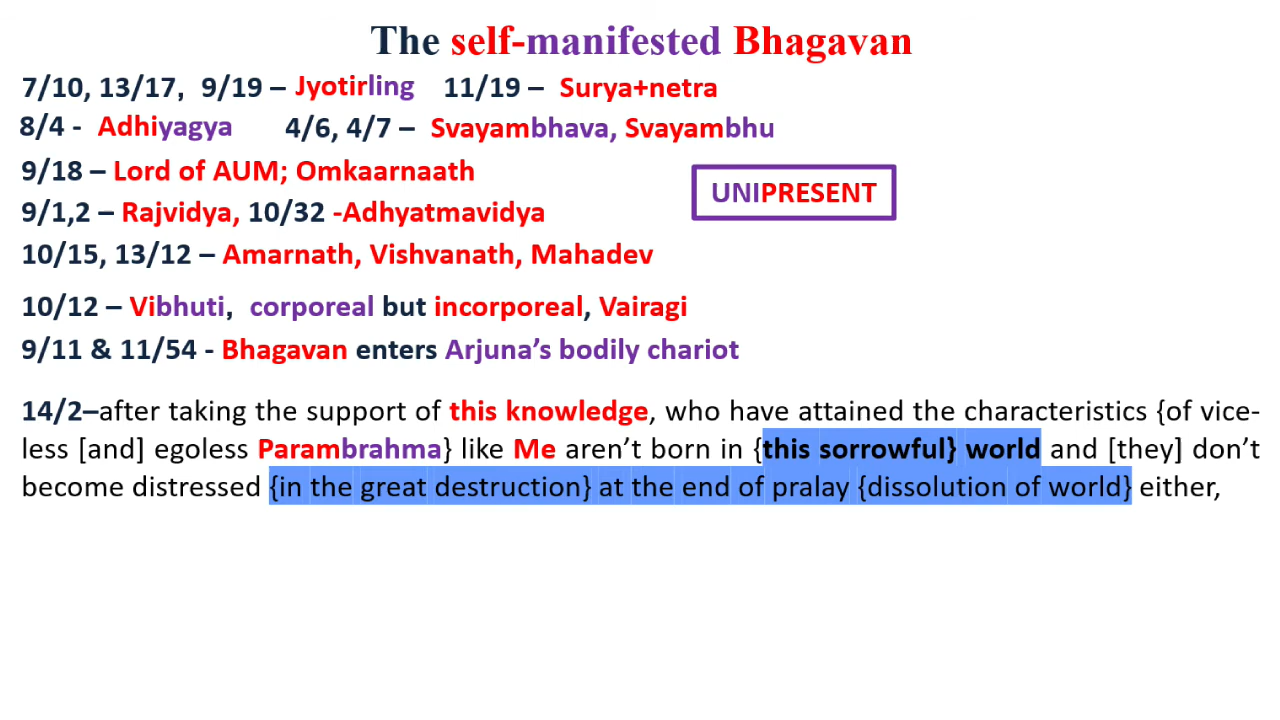 The self-manifested Bhagavan
7/10, 13/17, 9/19 – Jyotirling 11/19 – Surya+netra
8/4 - Adhiyagya 4/6, 4/7 – Svayambhava, Svayambhu
9/18 – Lord of AUM; Omkaarnaath
UNIPRESENT
9/1,2 – Rajvidya, 10/32 -Adhyatmavidya
10/15, 13/12 – Amarnath, Vishvanath, Mahadev
10/12 – Vibhuti, corporeal but incorporeal, Vairagi
9/11 & 11/54 - Bhagavan enters Arjuna’s bodily chariot
14/2–after taking the support of this knowledge, who have attained the characteristics {of vice-
less [and] egoless Parambrahma} like Me aren’t born in {this sorrowful} world and [they] don’t
become distressed {in the great destruction} at the end of pralay {dissolution of world} either,